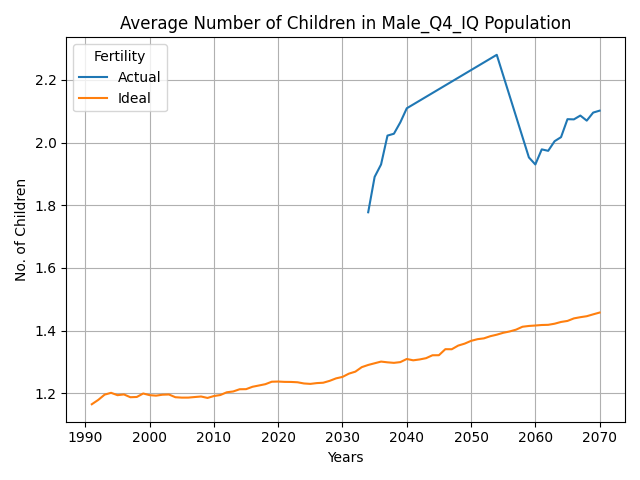 Average Number of Children in Male_Q4_IQ Population
Fertility
Actual
Ideal
No. of Children
2.2
2.0
1.8
1.6
1.4
1.2
1990 2000 2010 2020 2030 2040 2050 2060 2070
Years